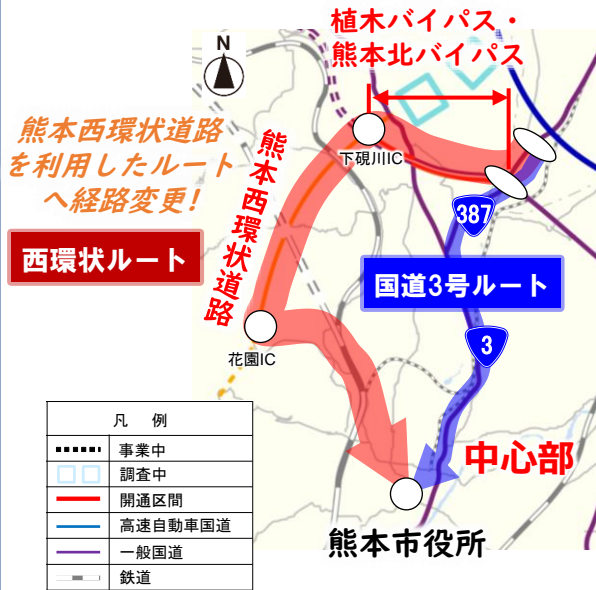 植木バイパス・
熊本北バイパス
N
熊本西環状道路
を利用したルート
へ経路変更!
下硯川IC
熊本西環状道路
387
西環状ルート
国道3号ルート
3
花園IC
凡 例
事業中
調査中
開通区間
高速自動車国道
一般国道
鉄道
中心部
熊本市役所